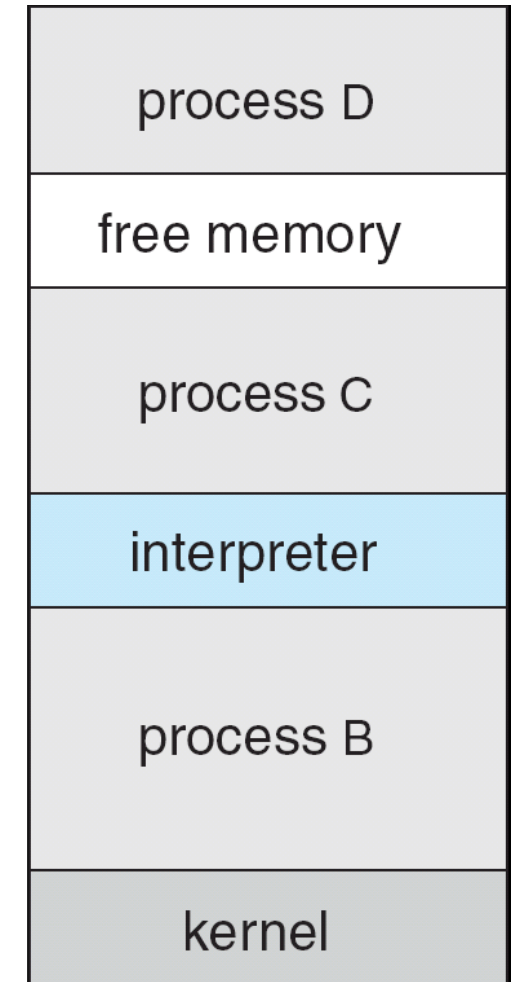 process D
free memory
process C
interpreter
process B
kernel